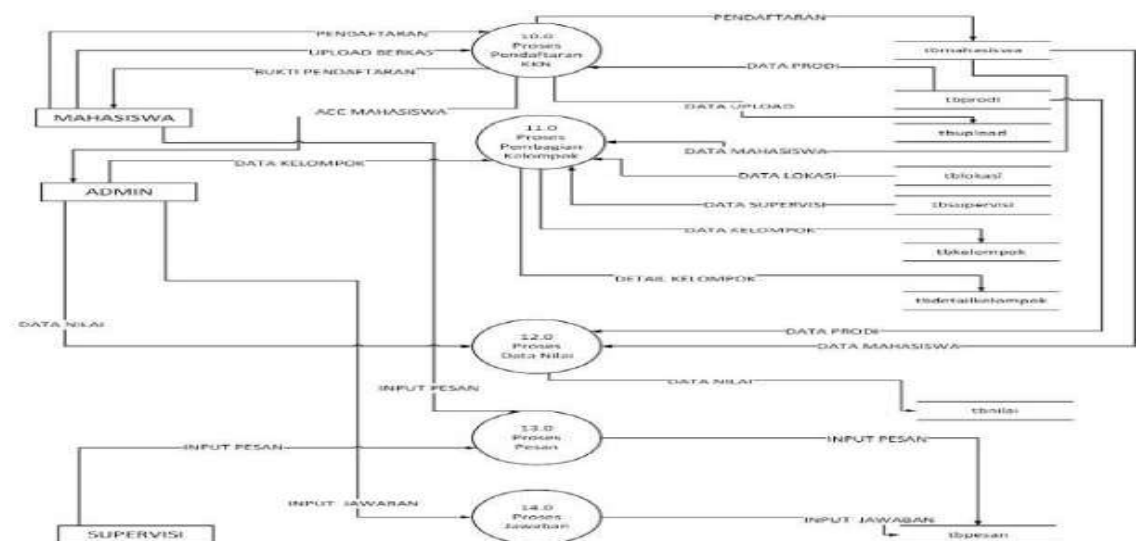 PENDAFTARAN
PENDAFTARAN
10.0
Proses
Pendaftaran
KKN
UPLOAD BERKAS
tbmahasiswa
BUKTI PENDAFTARAN
DATA PRODI
tbprodi
ACC MAHASISWA
DATA UPLOAD
MAHASISWA
11.0
Proses
Pembagian
Kelompok
tbupload
DATA MAHASISWA
DATA KELOMPOK
DATA LOKASI
tblokasi
ADMIN
DATA SUPERVISI
tbsupervisi
DATA KELOMPOK
tbkelompok
DETAIL KELOMPOK
tbdetailkelompok
DATA NILAI
12.0
Proses
Data Nilai
DATA PRODI
DATA MAHASISWA
DATA NILAI
INPUT PESAN
tbnilai
13.0
Proses
Pesan
INPUT PESAN
INPUT PESAN
INPUT JAWABAN
14.0
Proses
Jawaban
INPUT JAWABAN
SUPERVISI
tbpesan